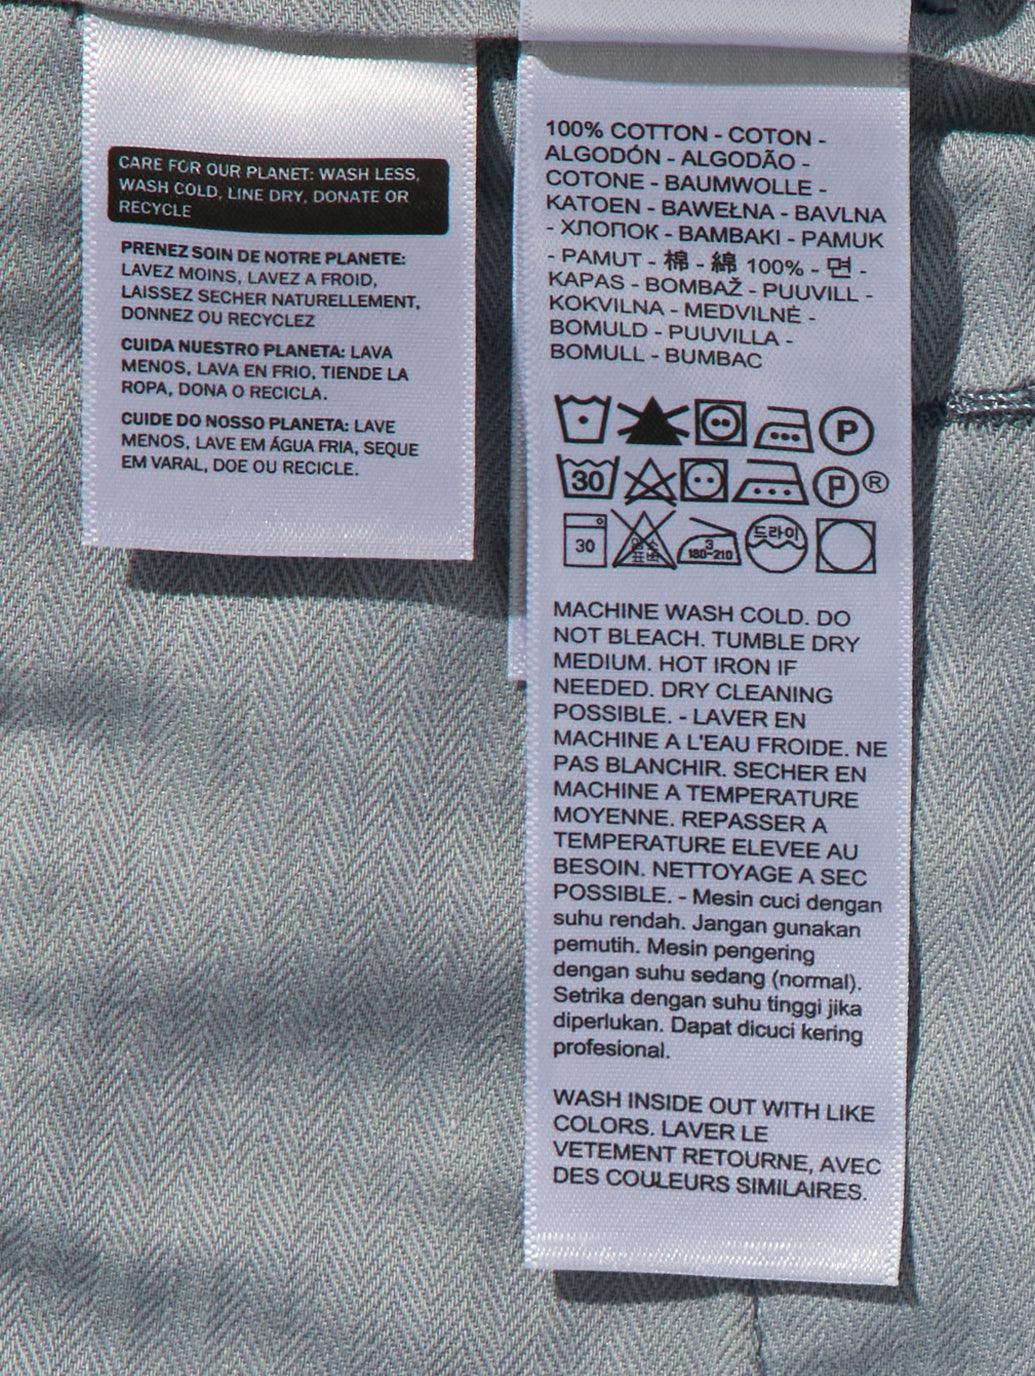 CARE FOR OUR PLANET: WASH LESS,
WASH COLD, LINE DRY, DONATE OR
RECYCLE
PRENEZ SOIN DE NOTRE PLANETE:
LAVEZ MOINS, LAVEZ A FROID,
LAISSEZ SECHER NATURELLEMENT,
DONNEZ OU RECYCLEZ
CUIDA NUESTRO PLANETA: LAVA
MENOS, LAVA EN FRIO, TIENDE LA
ROPA, DONA O RECICLA.
CUIDE DO NOSSO PLANETA: LAVE
MENOS, LAVE EM ÁGUA FRIA, SEQUE
EM VARAL, DOE OU RECICLE.
100% COTTON - COTON -
ALGODÓN - ALGODÃO -
COTONE - BAUMWOLLE -
KATOEN - BAWEŁNA - BAVLNA
- ХЛОПОК - BAMBAKI - PAMUK
- PAMUT - 棉 - 綿 100% - 면 -
KAPAS - BOMBAŽ - PUUVILL -
KOKVILNA - MEDVILNĖ -
BOMULD - PUUVILLA -
BOMULL - BUMBAC
P
30 P ®
30 3 180~210 드라이
MACHINE WASH COLD. DO
NOT BLEACH. TUMBLE DRY
MEDIUM. HOT IRON IF
NEEDED. DRY CLEANING
POSSIBLE. - LAVER EN
MACHINE A L'EAU FROIDE. NE
PAS BLANCHIR. SECHER EN
MACHINE A TEMPERATURE
MOYENNE. REPASSER A
TEMPERATURE ELEVEE AU
BESOIN. NETTOYAGE A SEC
POSSIBLE. - Mesin cuci dengan
suhu rendah. Jangan gunakan
pemutih. Mesin pengering
dengan suhu sedang (normal).
Setrika dengan suhu tinggi jika
diperlukan. Dapat dicuci kering
profesional.
WASH INSIDE OUT WITH LIKE
COLORS. LAVER LE
VETEMENT RETOURNE, AVEC
DES COULEURS SIMILAIRES.